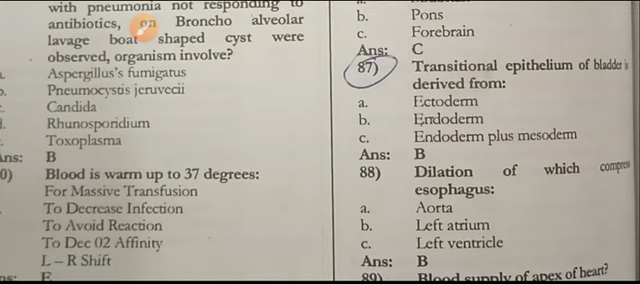 with pneumonia not responding to
antibiotics, on Broncho alveolar
lavage boat shaped cyst were
observed, organism involve?
Aspergillus's fumigatus
Pneumocystis jeruvecii
Candida
Rhunosporidium
Toxoplasma
Ans: B
0) Blood is warm up to 37 degrees:
For Massive Transfusion
To Decrease Infection
To Avoid Reaction
To Dec 02 Affinity
L – R Shift
E
b. Pons
c. Forebrain
Ans: C
87) Transitional epithelium of bladder is
derived from:
a. Ectoderm
b. Endoderm
c. Endoderm plus mesoderm
Ans: B
88) Dilation of which compress
esophagus:
a. Aorta
b. Left atrium
c. Left ventricle
Ans: B
89) Blood supply of apex of heart?